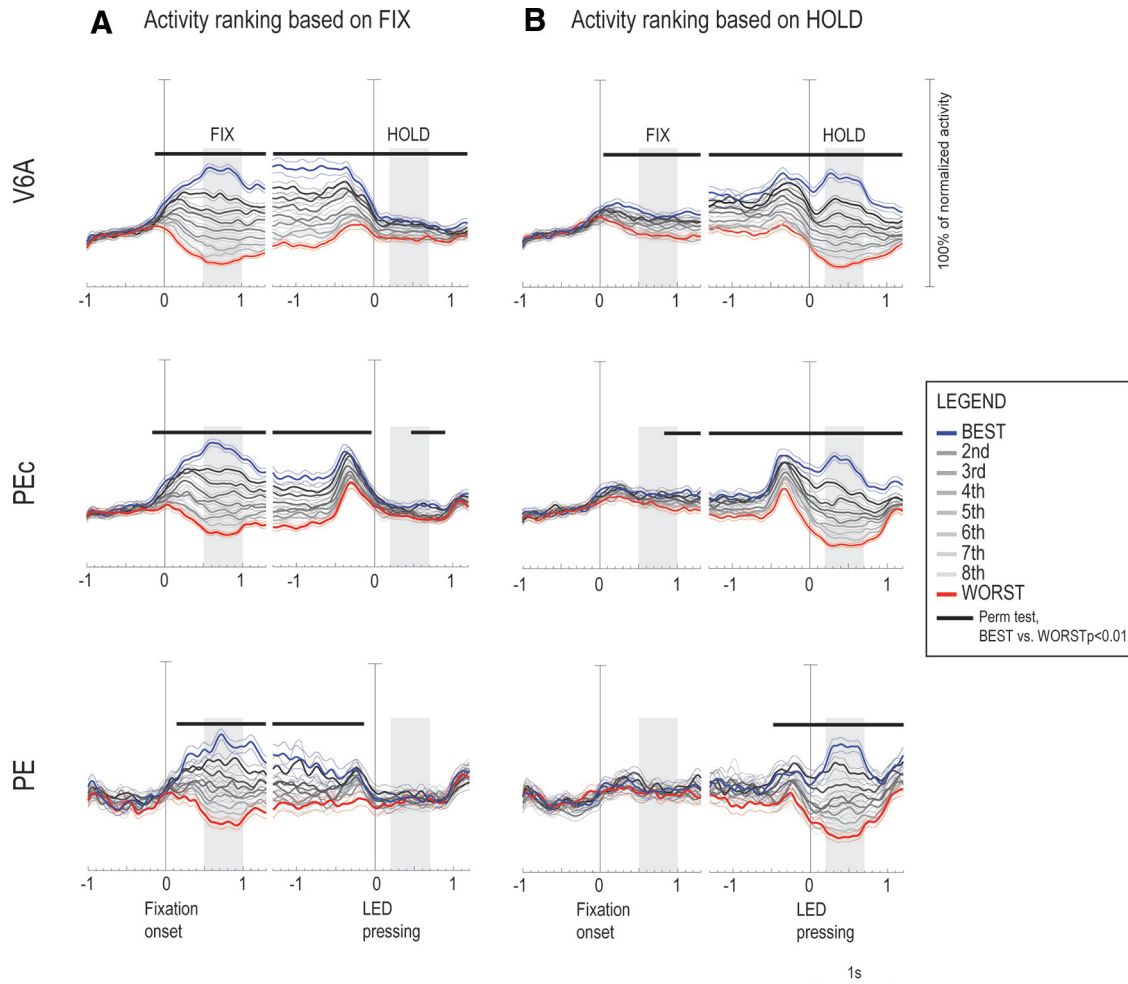 A Activity ranking based on FIX
B Activity ranking based on HOLD
V6A
FIX
HOLD
FIX
HOLD
100% of normalized activity
-1 0 1 -1 0 1
-1 0 1 -1 0 1
PEc
-1 0 1 -1 0 1
-1 0 1 -1 0 1
LEGEND
BEST
2nd
3rd
4th
5th
6th
7th
8th
WORST
Perm test,
BEST vs. WORSTp<0.01
PE
-1 0 1 -1 0 1
-1 0 1 -1 0 1
Fixation
onset
LED
pressing
Fixation
onset
LED
pressing
1s